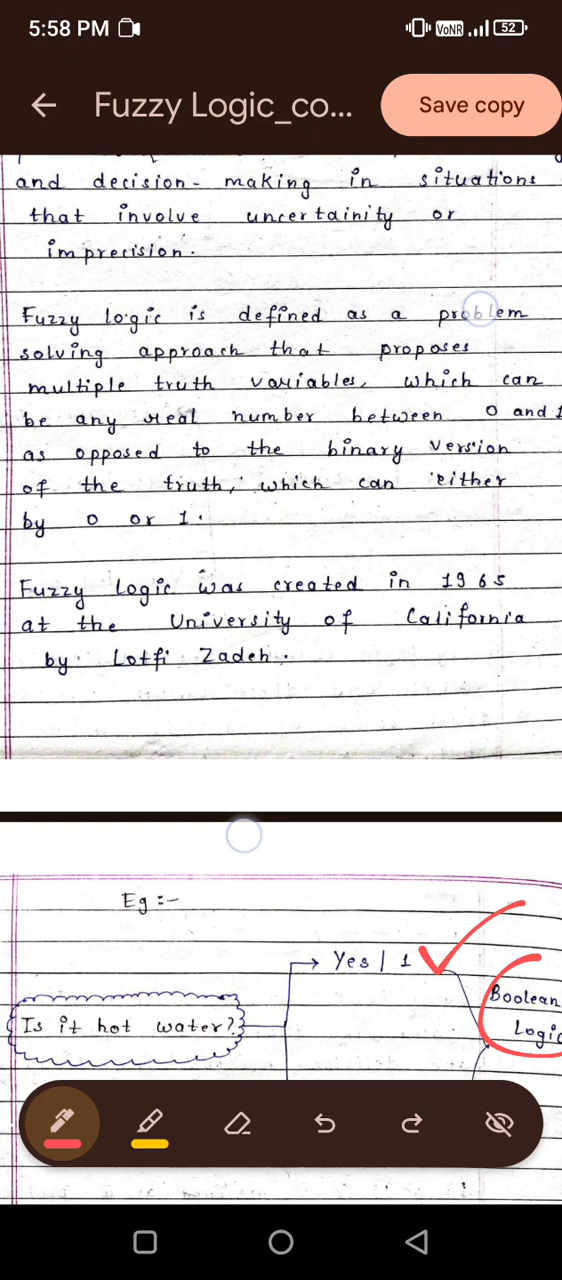 5:58 PM
VoNR
52
Fuzzy Logic_co...
Save copy
and decision- making in situations
that involve uncertainity or
imprecision.
Fuzzy logic is defined as a problem
solving approach that proposes
multiple truth variables, which can
be any real number between 0 and 1
as opposed to the binary version
of the truth, which can either
by 0 or 1.
Fuzzy Logic was created in 1965
at the University of California
by Lotfi Zadeh.
Eg :-
Yes | 1
Boolean
Logic
Is it hot water?